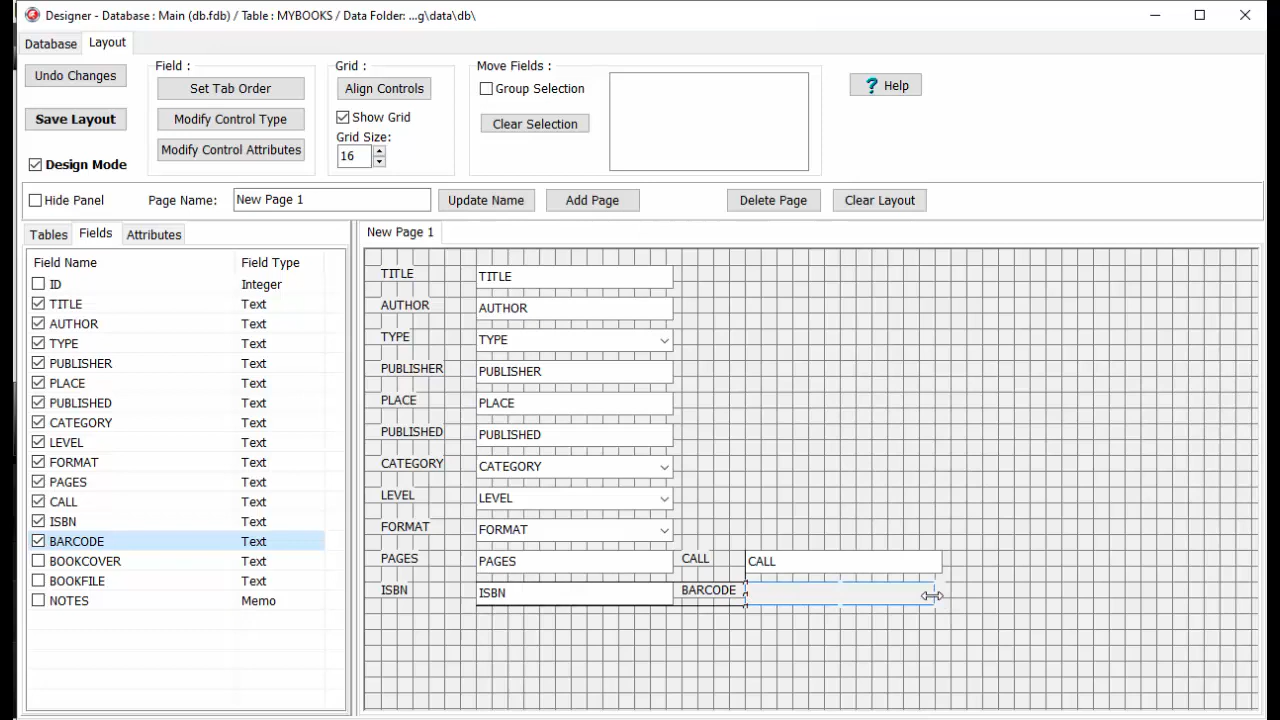 Designer - Database : Main (db.fdb) / Table : MYBOOKS / Data Folder: ...g\data\db\
Database Layout
Undo Changes
Save Layout
Design Mode
Field :
Set Tab Order
Modify Control Type
Modify Control Attributes
Grid :
Align Controls
Show Grid
Grid Size:
16
Move Fields :
Group Selection
Clear Selection
? Help
Hide Panel Page Name: New Page 1 Update Name Add Page Delete Page Clear Layout
Tables Fields Attributes
Field Name Field Type
ID Integer
TITLE Text
AUTHOR Text
TYPE Text
PUBLISHER Text
PLACE Text
PUBLISHED Text
CATEGORY Text
LEVEL Text
FORMAT Text
PAGES Text
CALL Text
ISBN Text
BARCODE Text
BOOKCOVER Text
BOOKFILE Text
NOTES Memo
New Page 1
TITLE TITLE
AUTHOR AUTHOR
TYPE TYPE
PUBLISHER PUBLISHER
PLACE PLACE
PUBLISHED PUBLISHED
CATEGORY CATEGORY
LEVEL LEVEL
FORMAT FORMAT
PAGES PAGES CALL CALL
ISBN ISBN BARCODE